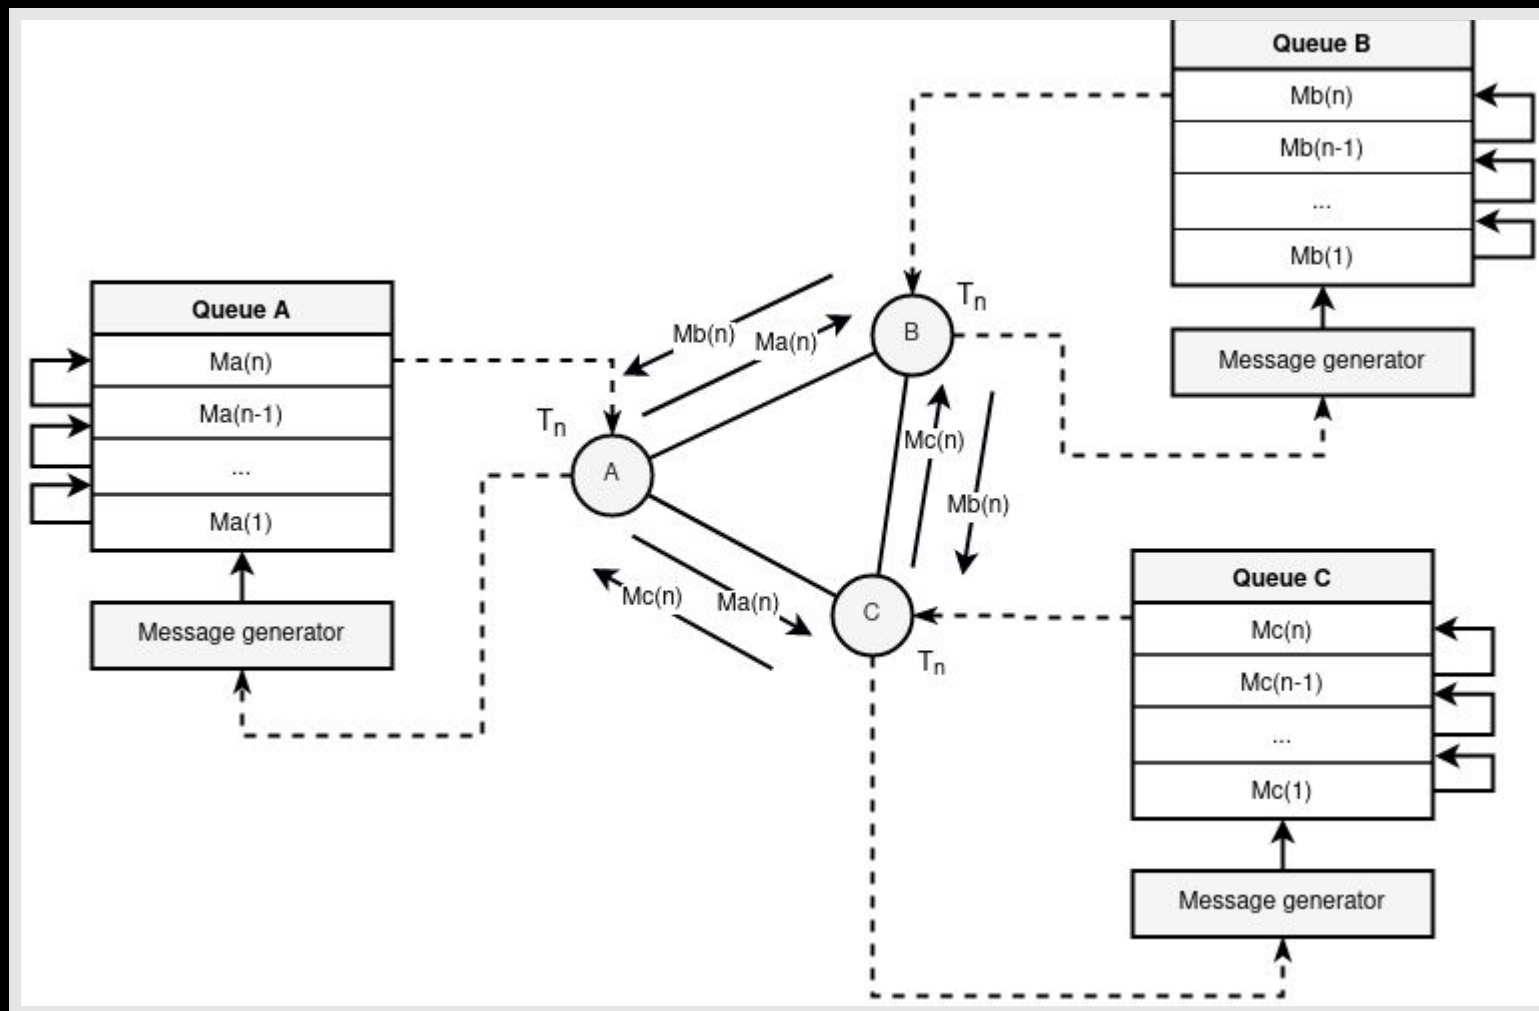 Queue B
Mb(n)
Mb(n-1)
...
Mb(1)
Message generator
Queue A
Ma(n)
Ma(n-1)
...
Ma(1)
Message generator
Tn
B
Mb(n)
Ma(n)
Tn
A
Mc(n)
Mb(n)
Mc(n)
Ma(n)
C
Tn
Queue C
Mc(n)
Mc(n-1)
...
Mc(1)
Message generator